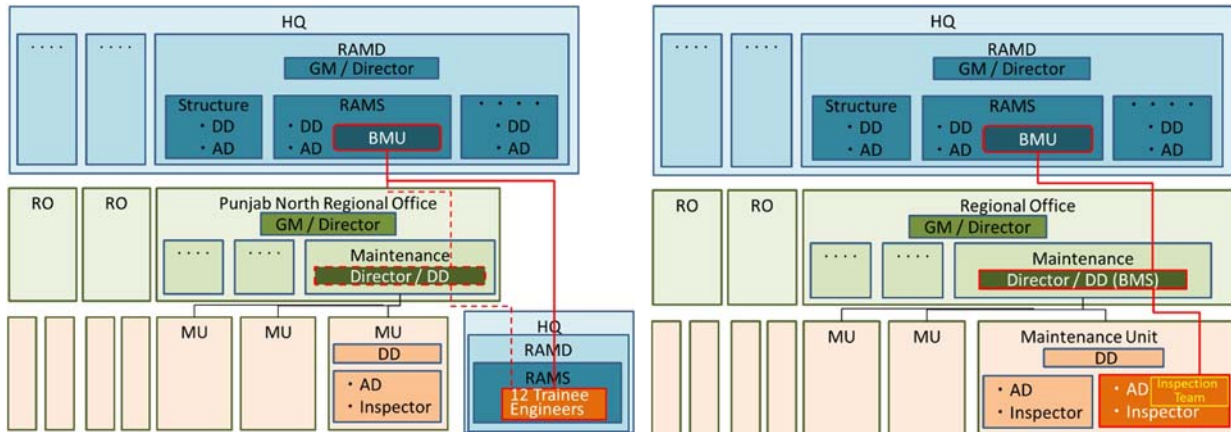 HQ
・・・・
・・・・
RAMD
GM / Director
Structure
・ DD
・ AD
RAMS
・ DD
・ AD
BMU
・ ・ ・ ・
・ DD
・ AD
RO
RO
Punjab North Regional Office
GM / Director
・・・・
・・・・
Maintenance
Director / DD
MU
MU
MU
DD
・ AD
・ Inspector
HQ
RAMD
RAMS
12 Trainee
Engineers
HQ
・・・・
・・・・
RAMD
GM / Director
Structure
・ DD
・ AD
RAMS
・ DD
・ AD
BMU
・ ・ ・ ・
・ DD
・ AD
RO
RO
Regional Office
GM / Director
・・・・
・・・・
Maintenance
Director / DD (BMS)
MU
MU
Maintenance Unit
DD
・ AD
・ Inspector
・ AD
・ Inspector
Inspection
Team